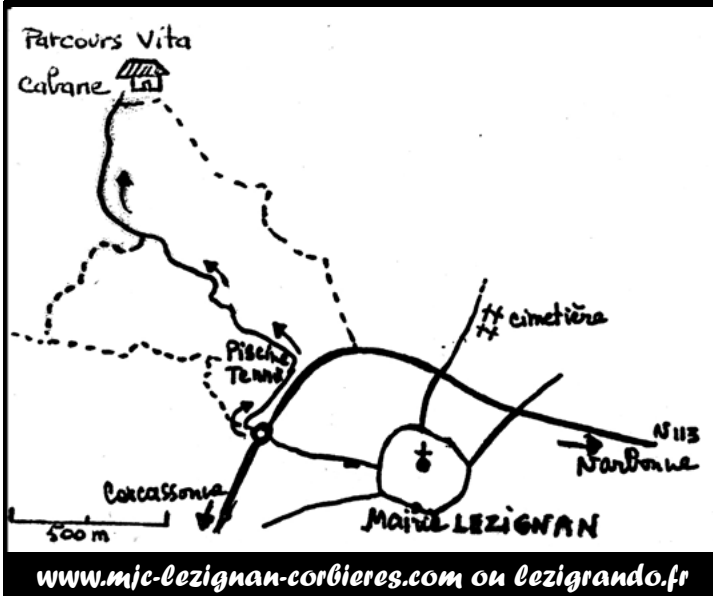 Parcours Vita
Cabane
cimetière
Piscine
Tennis
N113
Narbonne
Carcassonne
500 m
Mairie LEZIGNAN
www.mjc-lezignan-corbieres.com ou lezigrando.fr